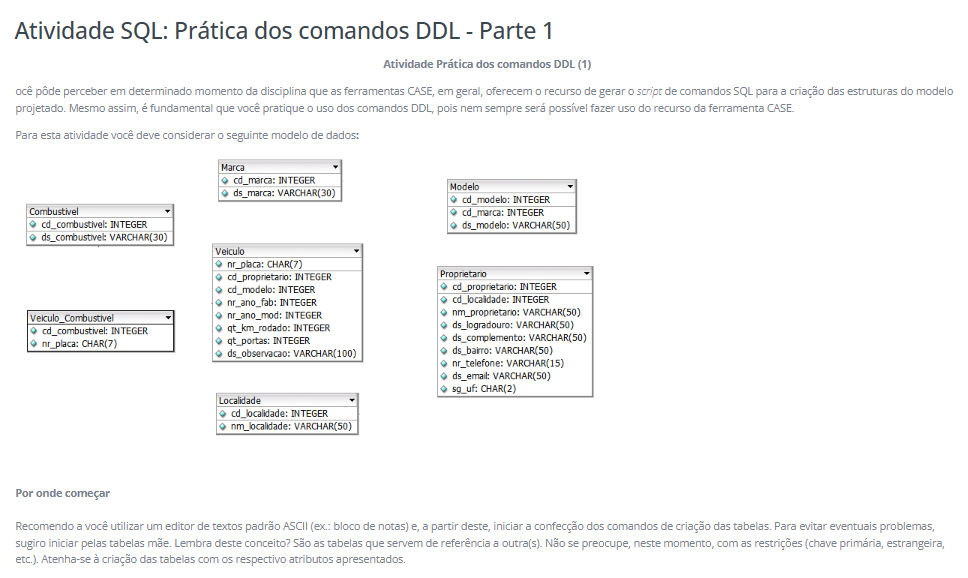 Atividade SQL: Prática dos comandos DDL - Parte 1
Atividade Prática dos comandos DDL (1)
ocê pôde perceber em determinado momento da disciplina que as ferramentas CASE, em geral, oferecem o recurso de gerar o script de comandos SQL para a criação das estruturas do modelo
projetado. Mesmo assim, é fundamental que você pratique o uso dos comandos DDL, pois nem sempre será possível fazer uso do recurso da ferramenta CASE.
Para esta atividade você deve considerar o seguinte modelo de dados:
Marca
cd_marca: INTEGER
ds_marca: VARCHAR(30)
Modelo
cd_modelo: INTEGER
cd_marca: INTEGER
ds_modelo: VARCHAR(50)
Combustivel
cd_combustivel: INTEGER
ds_combustivel: VARCHAR(30)
Veiculo
nr_placa: CHAR(7)
cd_proprietario: INTEGER
cd_modelo: INTEGER
nr_ano_fab: INTEGER
nr_ano_mod: INTEGER
qt_km_rodado: INTEGER
qt_portas: INTEGER
ds_observacao: VARCHAR(100)
Proprietario
cd_proprietario: INTEGER
cd_localidade: INTEGER
nm_proprietario: VARCHAR(50)
ds_logradouro: VARCHAR(50)
ds_complemento: VARCHAR(50)
ds_bairro: VARCHAR(50)
nr_telefone: VARCHAR(15)
ds_email: VARCHAR(50)
sg_uf: CHAR(2)
Veiculo_Combustivel
cd_combustivel: INTEGER
nr_placa: CHAR(7)
Localidade
cd_localidade: INTEGER
nm_localidade: VARCHAR(50)
Por onde começar
Recomendo a você utilizar um editor de textos padrão ASCII (ex.: bloco de notas) e, a partir deste, iniciar a confecção dos comandos de criação das tabelas. Para evitar eventuais problemas,
sugiro iniciar pelas tabelas mãe. Lembra deste conceito? São as tabelas que servem de referência a outra(s). Não se preocupe, neste momento, com as restrições (chave primária, estrangeira,
etc.). Atenha-se à criação das tabelas com os respectivo atributos apresentados.